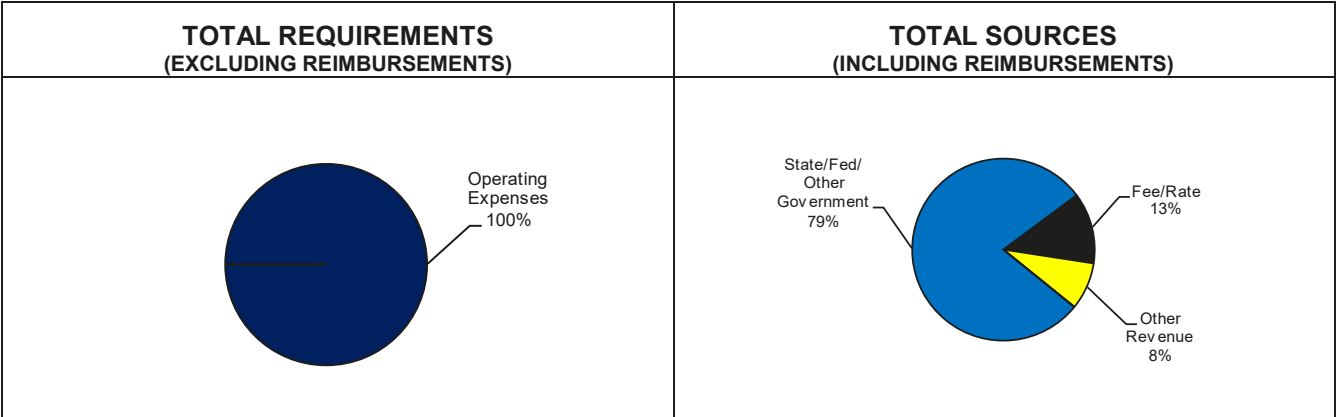 TOTAL REQUIREMENTS
(EXCLUDING REIMBURSEMENTS)
TOTAL SOURCES
(INCLUDING REIMBURSEMENTS)
Operating
Expenses
100%
State/Fed/
Other
Government
79%
Fee/Rate
13%
Other
Revenue
8%